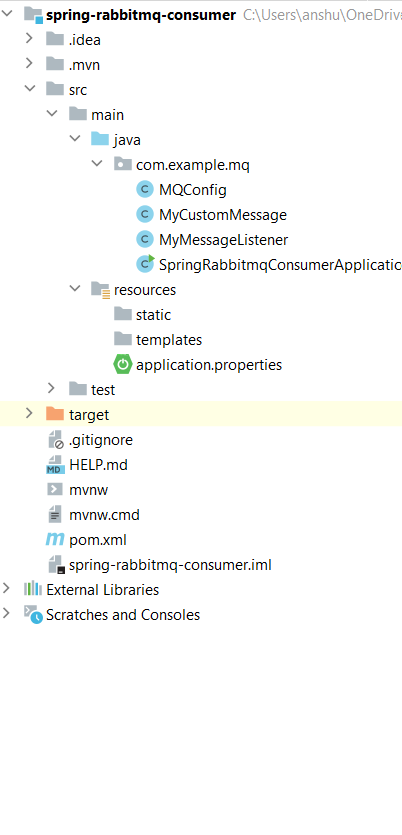 spring-rabbitmq-consumer C:\Users\anshu\OneDriv
.idea
.mvn
src
main
java
com.example.mq
C MQConfig
C MyCustomMessage
C MyMessageListener
C SpringRabbitmqConsumerApplicatio
resources
static
templates
application.properties
test
target
.gitignore
MD HELP.md
mvnw
mvnw.cmd
m pom.xml
spring-rabbitmq-consumer.iml
External Libraries
Scratches and Consoles